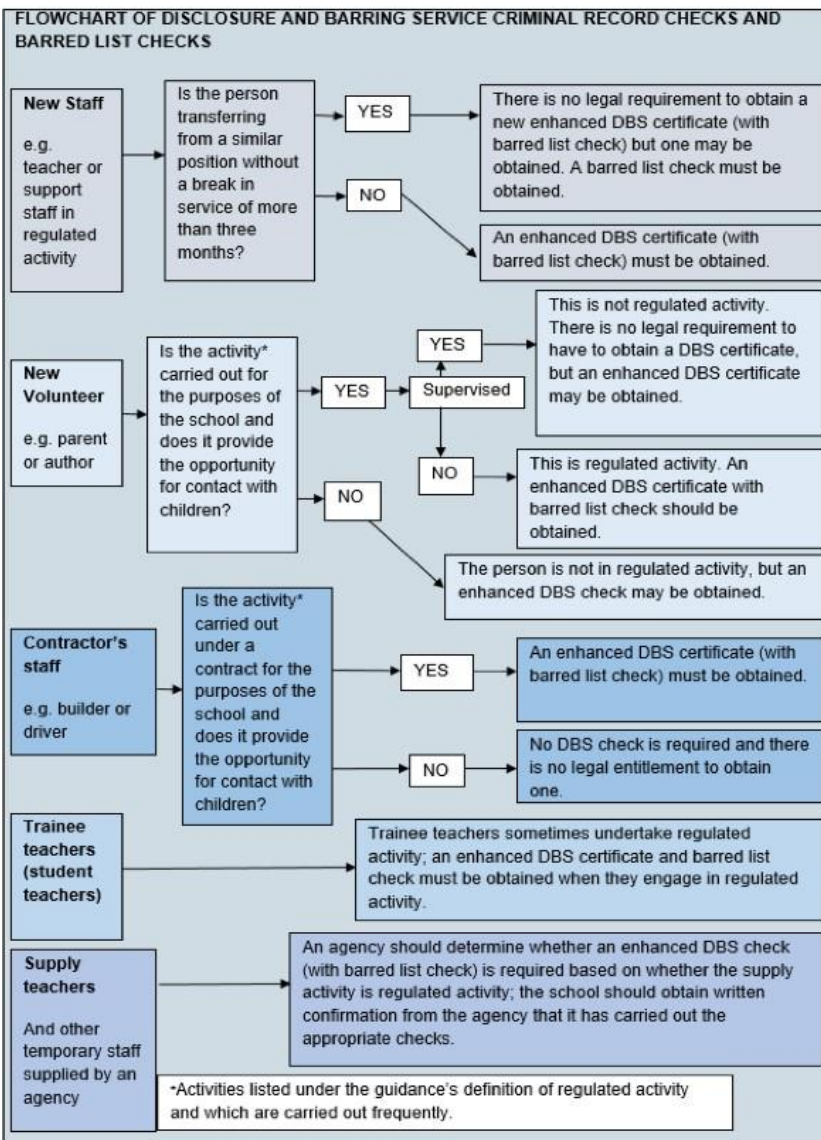 FLOWCHART OF DISCLOSURE AND BARRING SERVICE CRIMINAL RECORD CHECKS AND
BARRED LIST CHECKS
New Staff
e.g.
teacher or
support
staff in
regulated
activity
Is the person
transferring
from a similar
position without
a break in
service of more
than three
months?
YES
There is no legal requirement to obtain a
new enhanced DBS certificate (with
barred list check) but one may be
obtained. A barred list check must be
obtained.
NO
An enhanced DBS certificate (with
barred list check) must be obtained.
New
Volunteer
e.g. parent
or author
Is the activity*
carried out for
the purposes of
the school and
does it provide
the opportunity
for contact with
children?
YES
Supervised
YES
This is not regulated activity.
There is no legal requirement to
have to obtain a DBS certificate,
but an enhanced DBS certificate
may be obtained.
NO
This is regulated activity. An
enhanced DBS certificate with
barred list check should be
obtained.
NO
The person is not in regulated activity, but an
enhanced DBS check may be obtained.
Contractor's
staff
e.g. builder or
driver
Is the activity*
carried out
under a
contract for the
purposes of the
school and
does it provide
the opportunity
for contact with
children?
YES
An enhanced DBS certificate (with
barred list check) must be obtained.
NO
No DBS check is required and there
is no legal entitlement to obtain
one.
Trainee
teachers
(student
teachers)
Trainee teachers sometimes undertake regulated
activity; an enhanced DBS certificate and barred list
check must be obtained when they engage in regulated
activity.
Supply
teachers
And other
temporary staff
supplied by an
agency
An agency should determine whether an enhanced DBS check
(with barred list check) is required based on whether the supply
activity is regulated activity; the school should obtain written
confirmation from the agency that it has carried out the
appropriate checks.
*Activities listed under the guidance's definition of regulated activity
and which are carried out frequently.